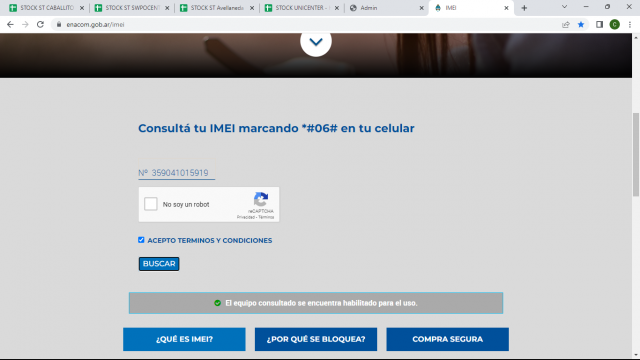 STOCK ST CABALLITO
STOCK ST SWPOCENT
STOCK ST Avellaneda
STOCK UNICENTER -
Admin
IMEI
enacom.gob.ar/imei
C
Consultá tu IMEI marcando *#06# en tu celular
Nº 359041015919
No soy un robot
reCAPTCHA
Privacidad - Términos
ACEPTO TERMINOS Y CONDICIONES
BUSCAR
El equipo consultado se encuentra habilitado para el uso.
¿QUÉ ES IMEI?
¿POR QUÉ SE BLOQUEA?
COMPRA SEGURA